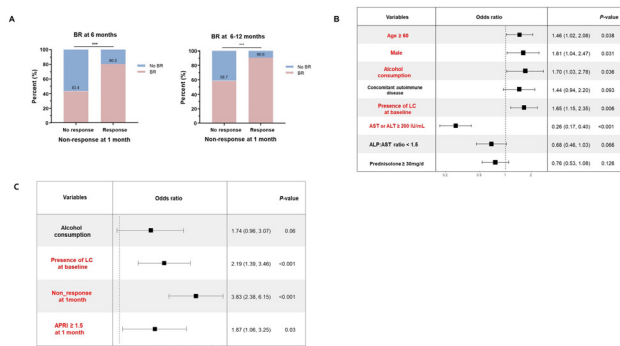 A
BR at 6 months
***
Percent (%)
100
80
60
40
20
0
43.4
80.2
No BR
BR
No response Response
Non-response at 1 month
BR at 6-12 months
***
Percent (%)
100
80
60
40
20
0
No BR
BR
No response Response
Non-response at 1 month
B
Variables Odds ratio P-value
Age ≥ 60 1.46 (1.02, 2.08) 0.038
Male 1.61 (1.04, 2.47) 0.031
Alcohol
consumption 1.70 (1.03, 2.78) 0.036
Concomitant autoimmune
disease 1.44 (0.94, 2.20) 0.093
Presence of LC
at baseline 1.65 (1.15, 2.35) 0.006
AST or ALT ≥ 200 IU/mL 0.26 (0.17, 0.40) <0.001
ALP:AST ratio < 1.5 0.68 (0.46, 1.03) 0.066
Prednisolone ≥ 30mg/d 0.76 (0.53, 1.08) 0.126
1 2
C
Variables Odds ratio P-value
Alcohol
consumption 1.74 (0.98, 3.07) 0.06
Presence of LC
at baseline 2.19 (1.39, 3.46) <0.001
Non_response
at 1month 3.83 (2.38, 6.15) <0.001
APRI ≥ 1.5
at 1 month 1.87 (1.06, 3.25) 0.03